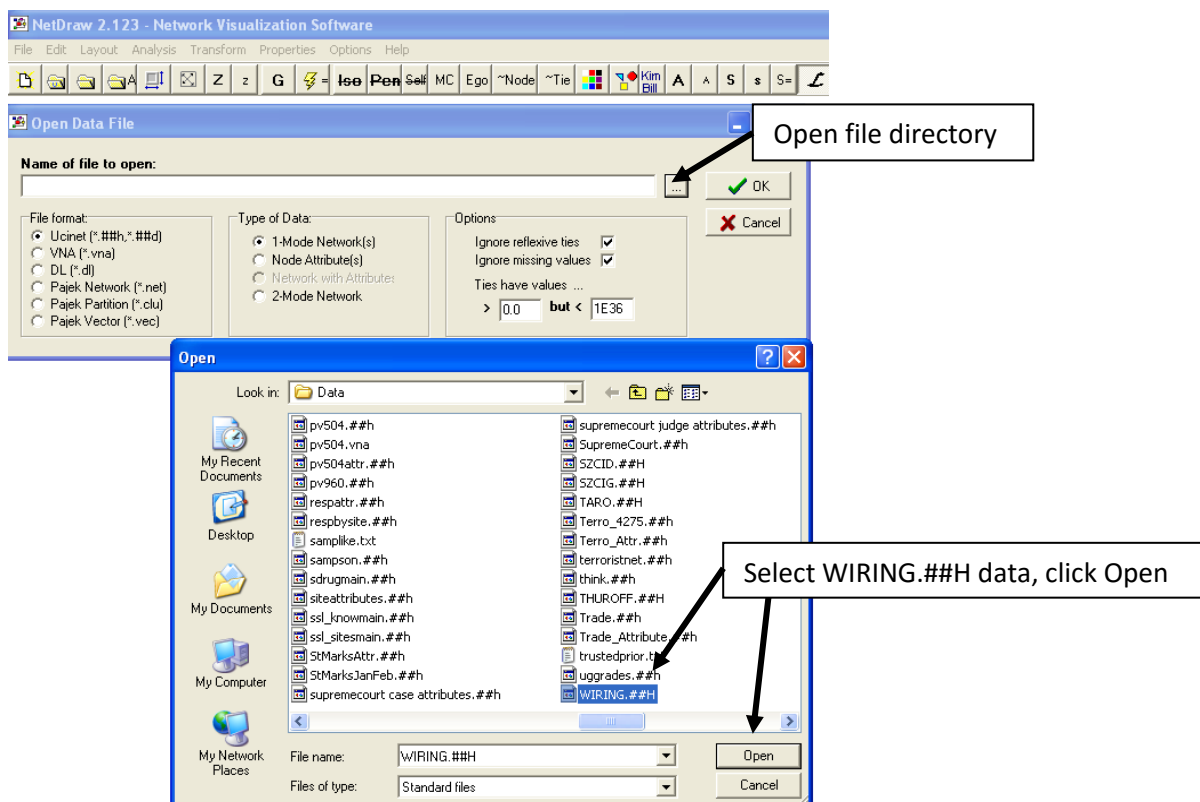 NetDraw 2.123 - Network Visualization Software
File Edit Layout Analysis Transform Properties Options Help
A Z z G = Iso Pen Self MC Ego ~Node ~Tie Kim Bill A A S s S= L
Open Data File
Open file directory
Name of file to open:
...
OK
Cancel
File format:
Ucinet (*.##h,*.##d)
VNA (*.vna)
DL (*.dl)
Pajek Network (*.net)
Pajek Partition (*.clu)
Pajek Vector (*.vec)
Type of Data:
1-Mode Network(s)
Node Attribute(s)
Network with Attributes
2-Mode Network
Options
Ignore reflexive ties
Ignore missing values
Ties have values ...
> 0.0 but < 1E36
Open
Look in: Data
My Recent
Documents
Desktop
My Documents
My Computer
My Network
Places
pv504.##h
pv504.vna
pv504attr.##h
pv960.##h
respattr.##h
respbysite.##h
samplike.txt
sampson.##h
sdrugmain.##h
siteattributes.##h
ssl_knowmain.##h
ssl_sitesmain.##h
StMarksAttr.##h
StMarksJanFeb.##h
supremecourt case attributes.##h
supremecourt judge attributes.##h
SupremeCourt.##h
SZCID.##H
SZCIG.##H
TARO.##H
Terro_4275.##h
Terro_Attr.##h
terroristnet.##h
think.##h
THUROFF.##H
Trade.##h
Trade_Attribute.##h
uggrades.##h
WIRING.##H
Select WIRING.##H data, click Open
File name: WIRING.##H Open
Files of type: Standard files Cancel